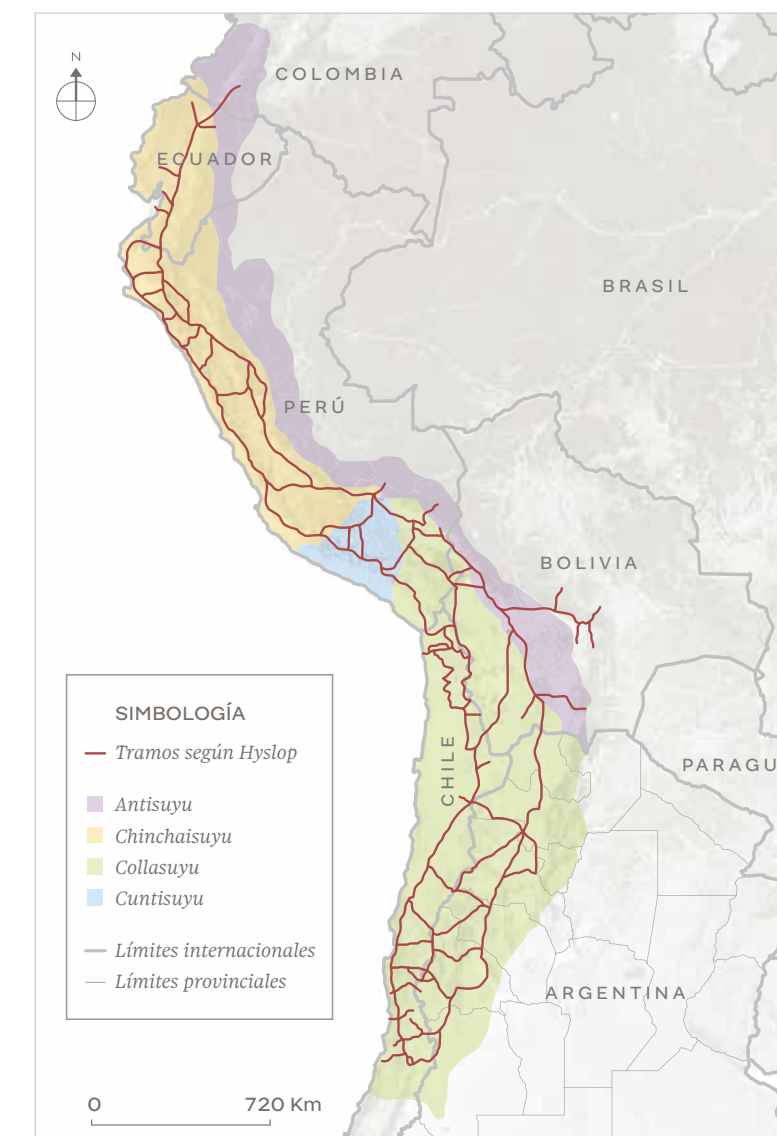 N
COLOMBIA
ECUADOR
BRASIL
PERÚ
BOLIVIA
SIMBOLOGÍA
Tramos según Hyslop
Antisuyu
Chinchaisuyu
Collasuyu
Cuntisuyu
Límites internacionales
Límites provinciales
CHILE
PARAGU
ARGENTINA
0 720 Km